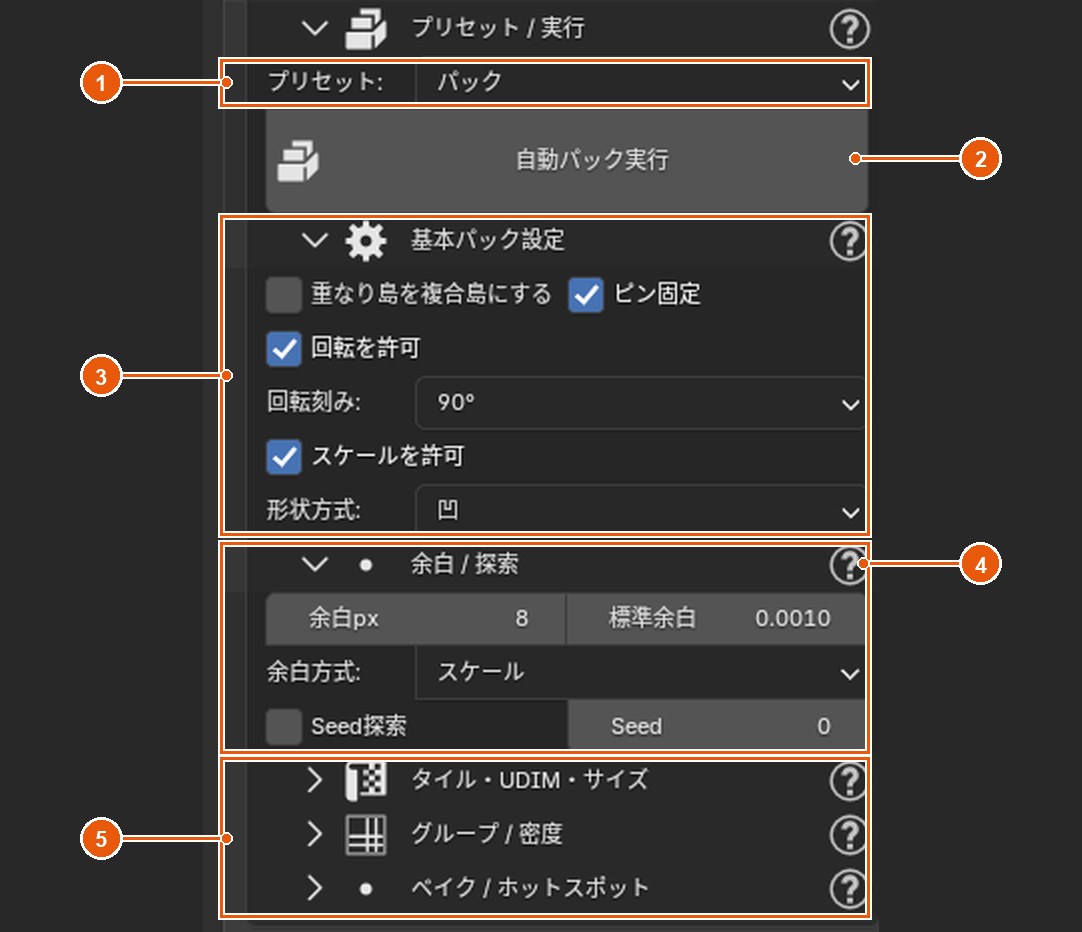 プリセット / 実行
1 プリセット: パック
自動パック実行 2
基本パック設定
重なり島を複合島にする ピン固定
回転を許可
3
回転刻み: 90°
スケールを許可
形状方式: 凹
余白 / 探索 4
余白px 8 標準余白 0.0010
余白方式: スケール
Seed探索 Seed 0
タイル・UDIM・サイズ
5 グループ / 密度
ベイク / ホットスポット